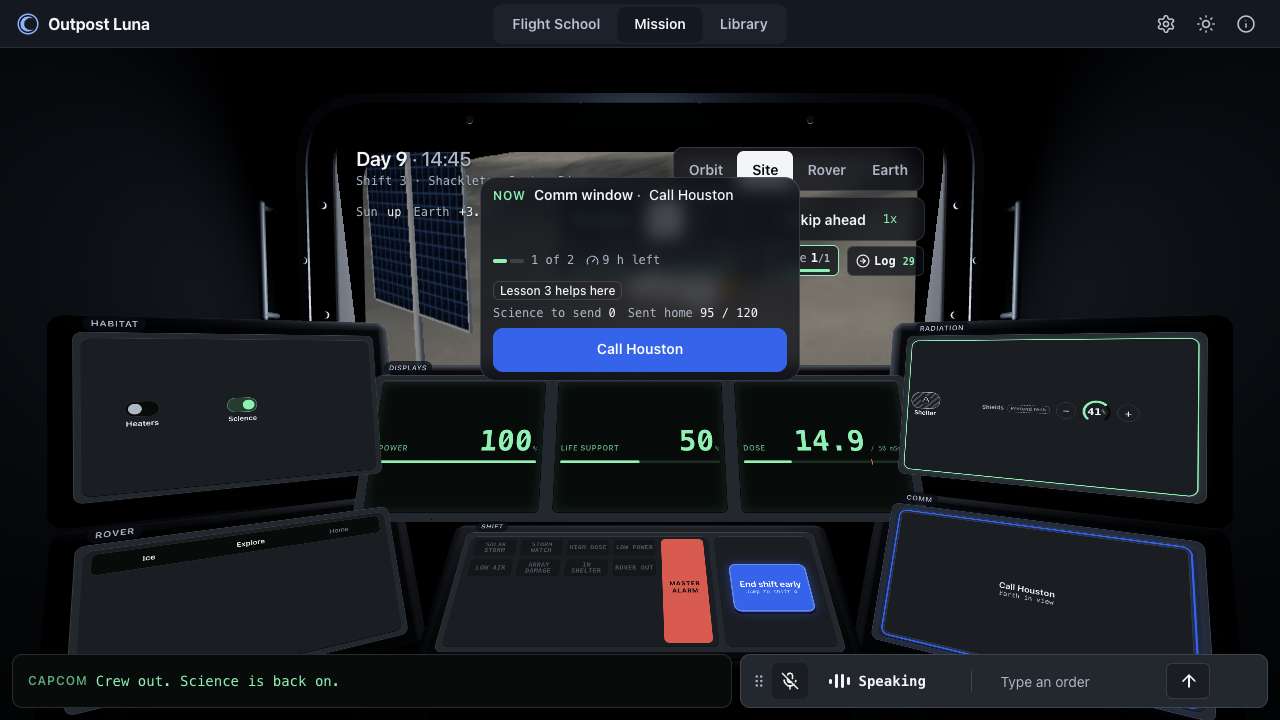 Outpost Luna
Flight School
Mission
Library
Day 9 · 14:45
Sun up Earth +3.
Orbit
Site
Rover
Earth
NOW Comm window · Call Houston
kip ahead 1x
1 of 2
9 h left
1/1
Log 29
Lesson 3 helps here
Science to send 0 Sent home 95 / 120
Call Houston
HABITAT
Heaters
Science
DISPLAYS
POWER 100
LIFE SUPPORT 50
DOSE 14.9
RADIATION
Shelter
Shields
− 41 +
ROVER
Ice
Explore
Home
SHIFT
SOLAR STORM
STORM WATCH
HIGH DOSE
LOW POWER
LOW AIR
ARRAY DAMAGE
IN SHELTER
ROVER OUT
MASTER ALARM
End shift early
COMM
Call Houston
Earth in view
CAPCOM Crew out. Science is back on.
Speaking
Type an order